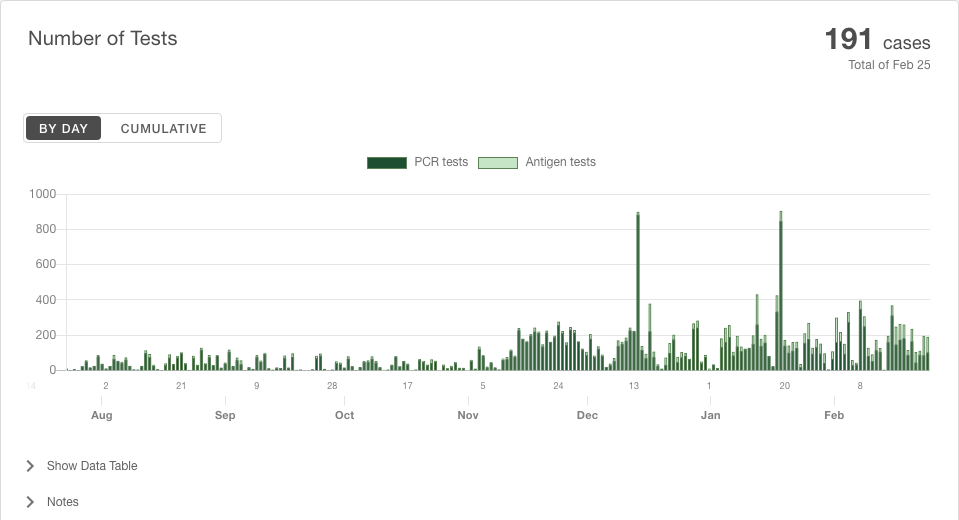 Number of Tests
191 cases
Total of Feb 25
BY DAY CUMULATIVE
PCR tests Antigen tests
1000
800
600
400
200
0
14 2 21 9 28 17 5 24 13 1 20 8
Aug Sep Oct Nov Dec Jan Feb
Show Data Table
Notes